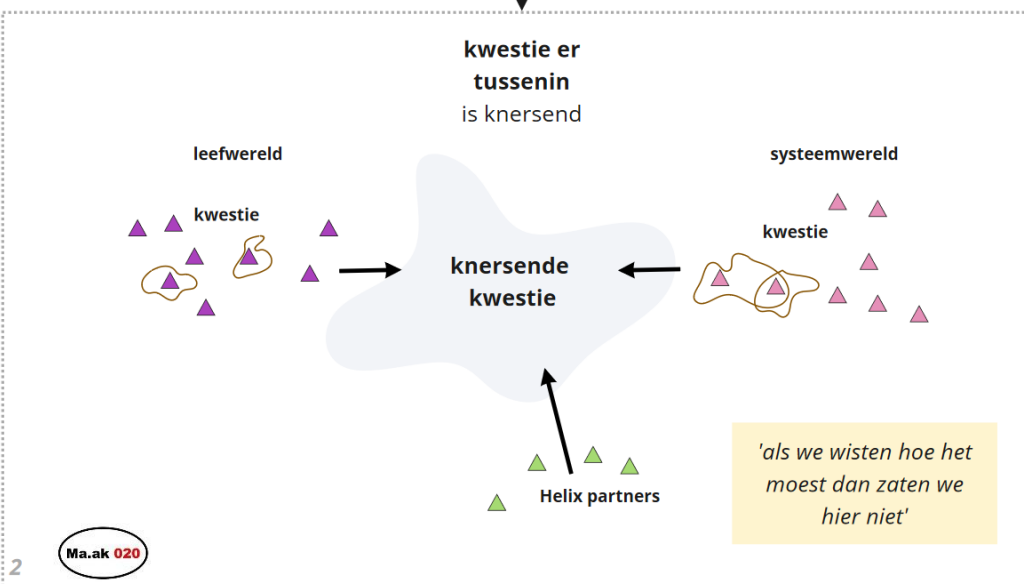 kwestie er
tussenin
is knersend
leefwereld
systeemwereld
kwestie
kwestie
knersende
kwestie
Helix partners
'als we wisten hoe het
moest dan zaten we
hier niet'
Ma.ak 020
2